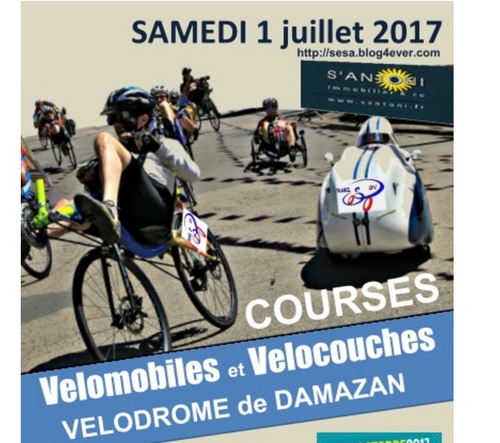 SAMEDI 1 juillet 2017
http://sesa.blog4ever.com
S'ANTONI
immobilier & co
www.santoni.fr
COURSES
Velomobiles et Velocouches
VELODROME de DAMAZAN